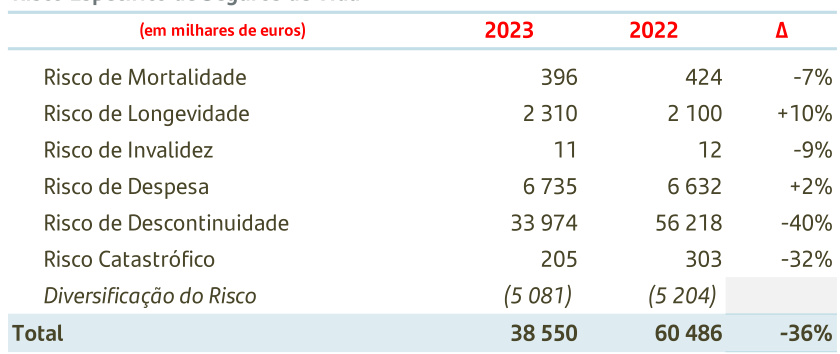 (em milhares de euros) 2023 2022 Δ
Risco de Mortalidade 396 424 -7%
Risco de Longevidade 2 310 2 100 +10%
Risco de Invalidez 11 12 -9%
Risco de Despesa 6 735 6 632 +2%
Risco de Descontinuidade 33 974 56 218 -40%
Risco Catastrófico 205 303 -32%
Diversificação do Risco (5 081) (5 204)
Total 38 550 60 486 -36%